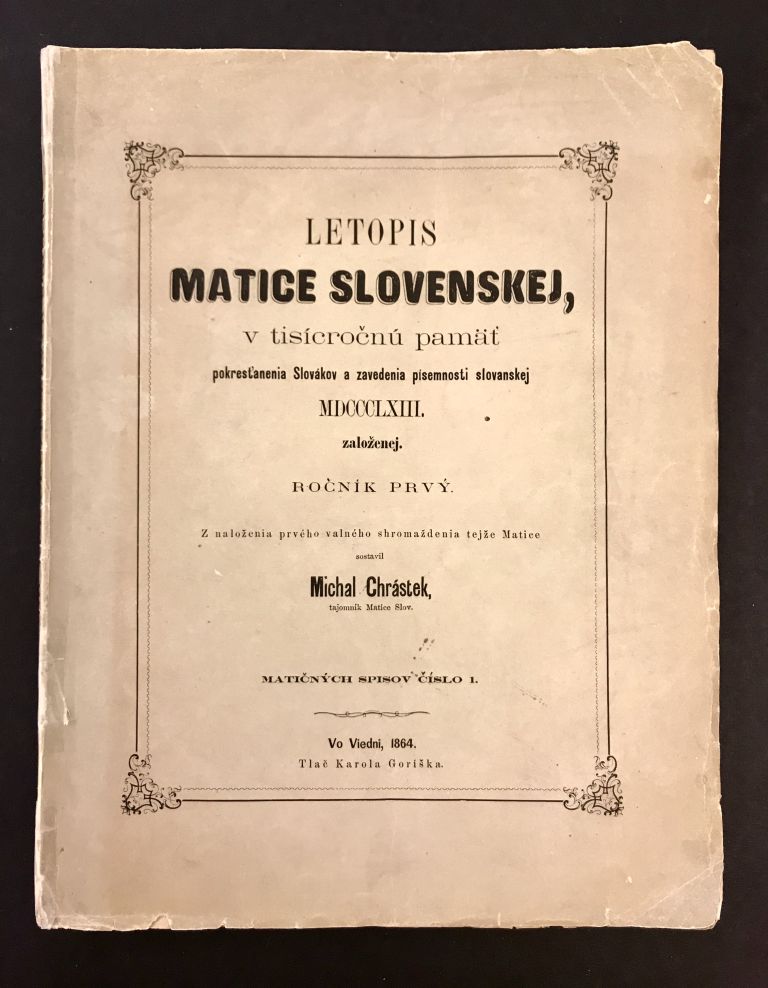 LETOPIS
MATICE SLOVENSKEJ,
v tisícročnú pamäť
pokresťanenia Slovákov a zavedenia písemnosti slovanskej
MDCCCLXIII.
založenej.
ROČNÍK PRVÝ.
Z naloženia prvého valného shromaždenia tejže Matice
sostavil
Michal Chrástek,
tajomník Matice Slov.
MATIČNÝCH SPISOV ČÍSLO 1.
Vo Viedni, 1864.
Tlač Karola Goríška.